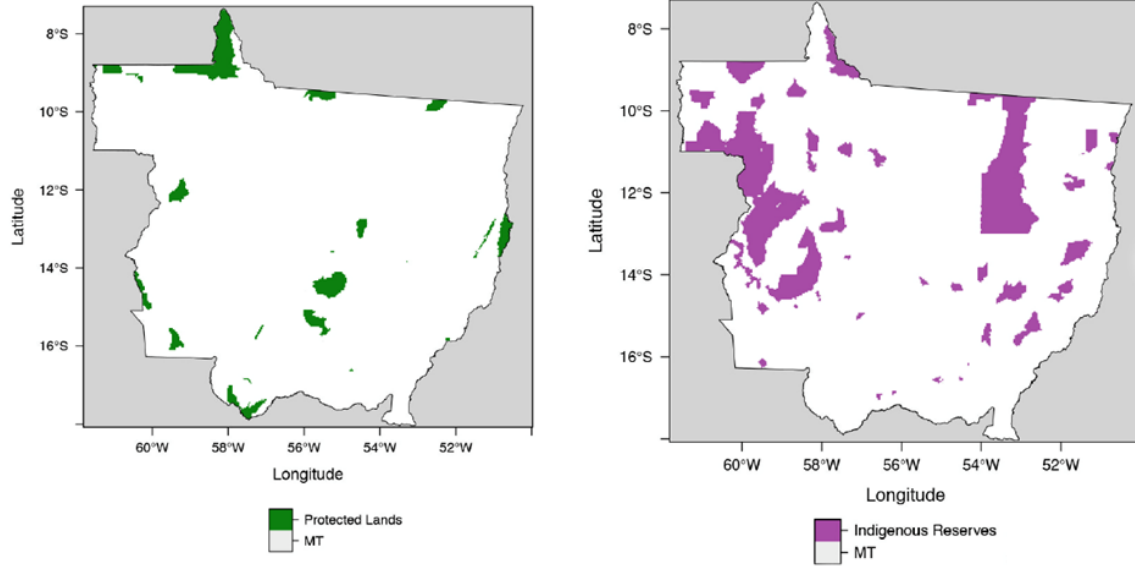 8°S
10°S
12°S
14°S
16°S
Latitude
60°W 58°W 56°W 54°W 52°W
Longitude
Protected Lands
MT
8°S
10°S
12°S
14°S
16°S
Latitude
60°W 58°W 56°W 54°W 52°W
Longitude
Indigenous Reserves
MT